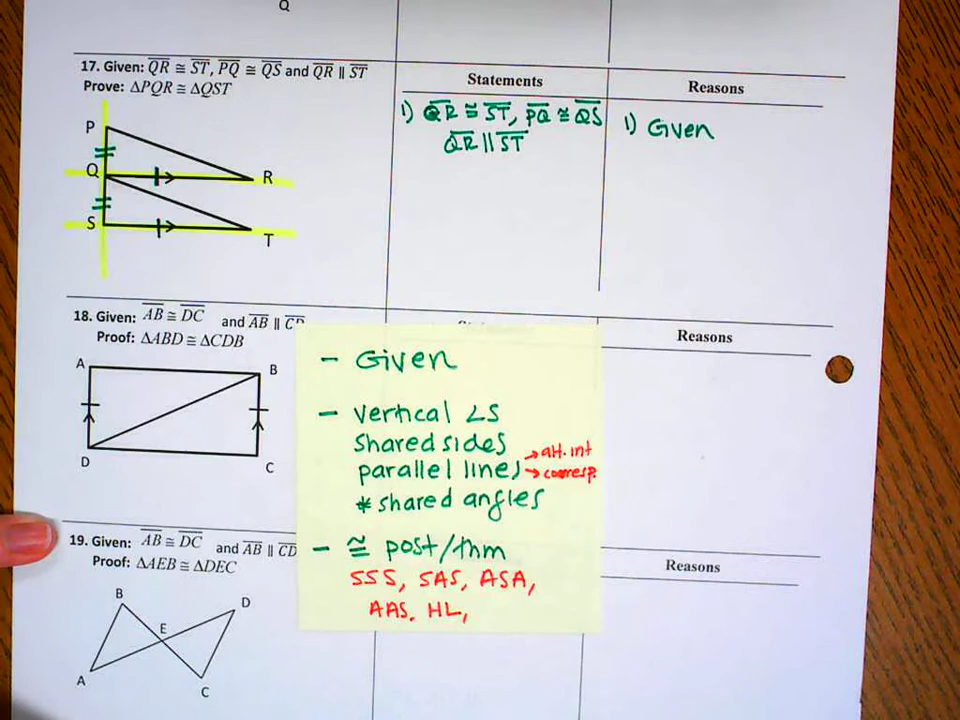 Q
17. Given: QR ≅ ST, PQ ≅ QS and QR ∥ ST
Prove: ΔPQR ≅ ΔQST
Statements
Reasons
1) QR ≅ ST, PQ ≅ QS
QR ∥ ST
1) Given
P
Q
R
S
T
18. Given: AB ≅ DC and AB ∥
Proof: ΔABD ≅ ΔCDB
Reasons
A
B
D
C
- Given
- vertical ∠s
shared sides
parallel lines →alt. int
→corresp.
* shared angles
- ≅ post/thm
SSS, SAS, ASA,
AAS, HL,
19. Given: AB ≅ DC and AB ∥ CD
Proof: ΔAEB ≅ ΔDEC
Reasons
B
D
E
A
C